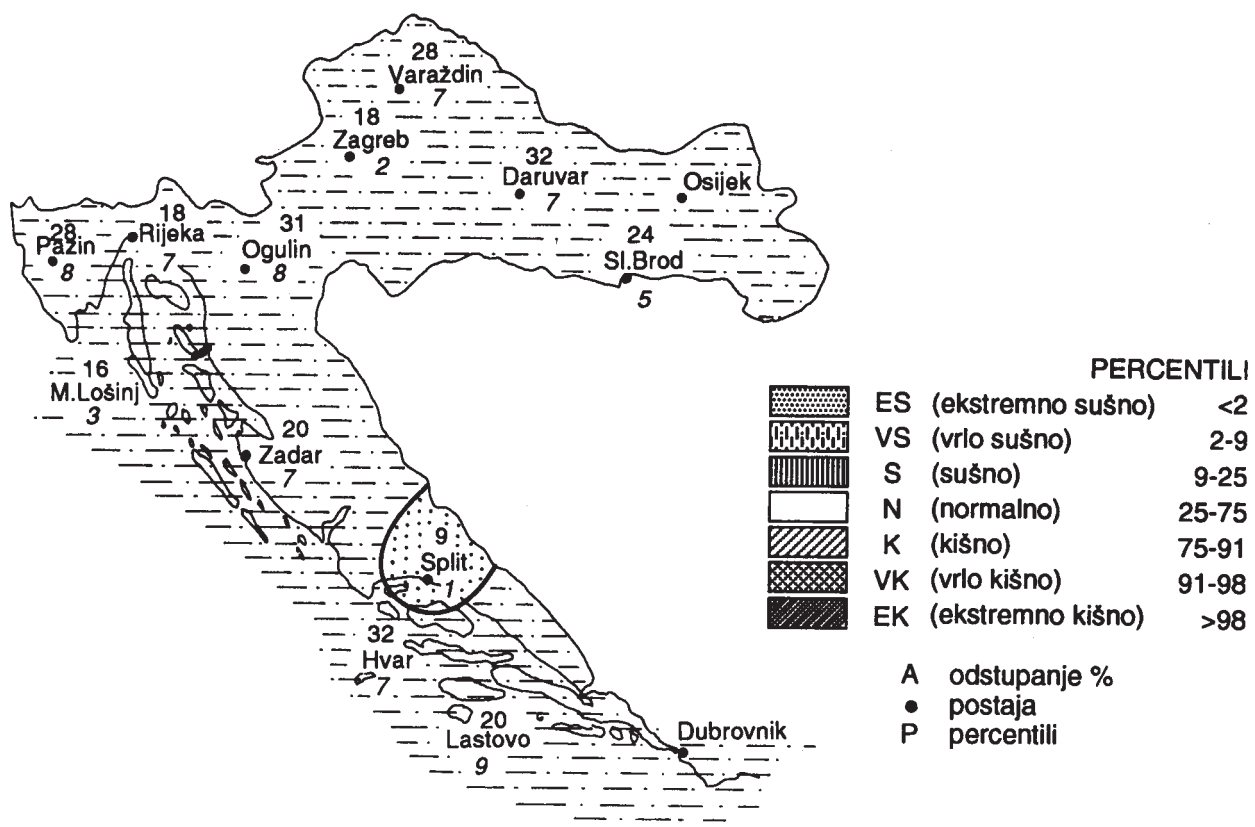 28
Varaždin
7
18
Zagreb
2
32
Daruvar
7
Osijek
24
Sl.Brod
5
28
Pazin
8
18
Rijeka
7
31
Ogulin
8
16
M.Lošinj
3
20
Zadar
7
9
Split
1
32
Hvar
7
20
Lastovo
9
Dubrovnik
PERCENTILI
ES (ekstremno sušno) <2
VS (vrlo sušno) 2-9
S (sušno) 9-25
N (normalno) 25-75
K (kišno) 75-91
VK (vrlo kišno) 91-98
EK (ekstremno kišno) >98
A odstupanje %
postaja
P percentili